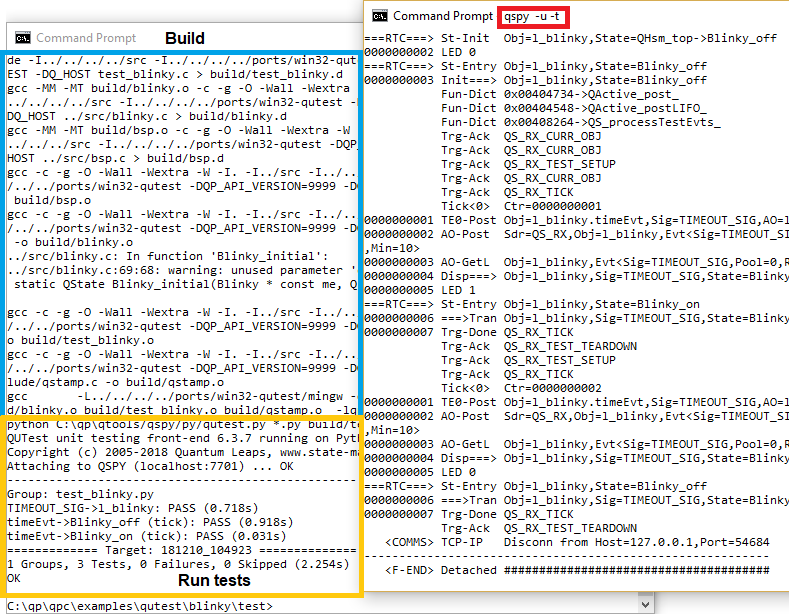 Command Prompt
Build
de -I../../../../src -I../../../../ports/win32-qut
EST -DQ_HOST test_blinky.c > build/test_blinky.d
gcc -MM -MT build/blinky.o -c -g -O -Wall -Wextra
../../../../src -I../../../../ports/win32-qutest -
DQ_HOST ../src/blinky.c > build/blinky.d
gcc -MM -MT build/bsp.o -c -g -O -Wall -Wextra -W
../../src -I../../../../ports/win32-qutest -DQP_
HOST ../src/bsp.c > build/bsp.d
gcc -c -g -O -Wall -Wextra -W -I. -I../src -I../..
/../../ports/win32-qutest -DQP_API_VERSION=9999 -D
build/bsp.o
gcc -c -g -O -Wall -Wextra -W -I. -I../src -I../..
/../../ports/win32-qutest -DQP_API_VERSION=9999 -D
-o build/blinky.o
../src/blinky.c: In function 'Blinky_initial':
../src/blinky.c:69:68: warning: unused parameter '
static QState Blinky_initial(Blinky * const me, Q
gcc -c -g -O -Wall -Wextra -W -I. -I../src -I../..
/../../ports/win32-qutest -DQP_API_VERSION=9999 -D
o build/test_blinky.o
gcc -c -g -O -Wall -Wextra -W -I. -I../src -I../..
/../../ports/win32-qutest -DQP_API_VERSION=9999 -D
lude/qstamp.c -o build/qstamp.o
gcc -L../../../../ports/win32-qutest/mingw -
d/blinky.o build/test_blinky.o build/qstamp.o -lq
python C:\qp\qtools\qspy/py/qutest.py *.py build/te
QUTest unit testing front-end 6.3.7 running on Pyt
Copyright (c) 2005-2018 Quantum Leaps, www.state-ma
Attaching to QSPY (localhost:7701) ... OK
--------------------------------------------------
Group: test_blinky.py
TIMEOUT_SIG->l_blinky: PASS (0.718s)
timeEvt->Blinky_off (tick): PASS (0.918s)
timeEvt->Blinky_on (tick): PASS (0.031s)
============= Target: 181210_104923 ==============
1 Groups, 3 Tests, 0 Failures, 0 Skipped (2.254s)
OK
Run tests
C:\qp\qpc\examples\qutest\blinky\test>
Command Prompt qspy -u -t
===RTC===> St-Init Obj=l_blinky,State=QHsm_top->Blinky_off
0000000002 LED 0
===RTC===> St-Entry Obj=l_blinky,State=Blinky_off
0000000003 Init===> Obj=l_blinky,State=Blinky_off
Fun-Dict 0x00404734->QActive_post_
Fun-Dict 0x00404548->QActive_postLIFO_
Fun-Dict 0x00408264->QS_processTestEvts_
Trg-Ack QS_RX_CURR_OBJ
Trg-Ack QS_RX_TEST_SETUP
Trg-Ack QS_RX_CURR_OBJ
Trg-Ack QS_RX_TICK
Tick<0> Ctr=0000000001
0000000001 TE0-Post Obj=l_blinky.timeEvt,Sig=TIMEOUT_SIG,AO=l
0000000002 AO-Post Sdr=QS_RX,Obj=l_blinky,Evt<Sig=TIMEOUT_SIG
,Min=10>
0000000003 AO-GetL Obj=l_blinky,Evt<Sig=TIMEOUT_SIG,Pool=0,R
0000000004 Disp===> Obj=l_blinky,Sig=TIMEOUT_SIG,State=Blinky
0000000005 LED 1
===RTC===> St-Entry Obj=l_blinky,State=Blinky_on
0000000006 ===>Tran Obj=l_blinky,Sig=TIMEOUT_SIG,State=Blinky
0000000007 Trg-Done QS_RX_TICK
Trg-Ack QS_RX_TEST_TEARDOWN
Trg-Ack QS_RX_TEST_SETUP
Trg-Ack QS_RX_TICK
Tick<0> Ctr=0000000002
0000000001 TE0-Post Obj=l_blinky.timeEvt,Sig=TIMEOUT_SIG,AO=l
0000000002 AO-Post Sdr=QS_RX,Obj=l_blinky,Evt<Sig=TIMEOUT_SIG
,Min=10>
0000000003 AO-GetL Obj=l_blinky,Evt<Sig=TIMEOUT_SIG,Pool=0,R
0000000004 Disp===> Obj=l_blinky,Sig=TIMEOUT_SIG,State=Blinky
0000000005 LED 0
===RTC===> St-Entry Obj=l_blinky,State=Blinky_off
0000000006 ===>Tran Obj=l_blinky,Sig=TIMEOUT_SIG,State=Blinky
0000000007 Trg-Done QS_RX_TICK
Trg-Ack QS_RX_TEST_TEARDOWN
<COMMS> TCP-IP Disconn from Host=127.0.0.1,Port=54684
----------------------------------------------------------
<F-END> Detached ######################################